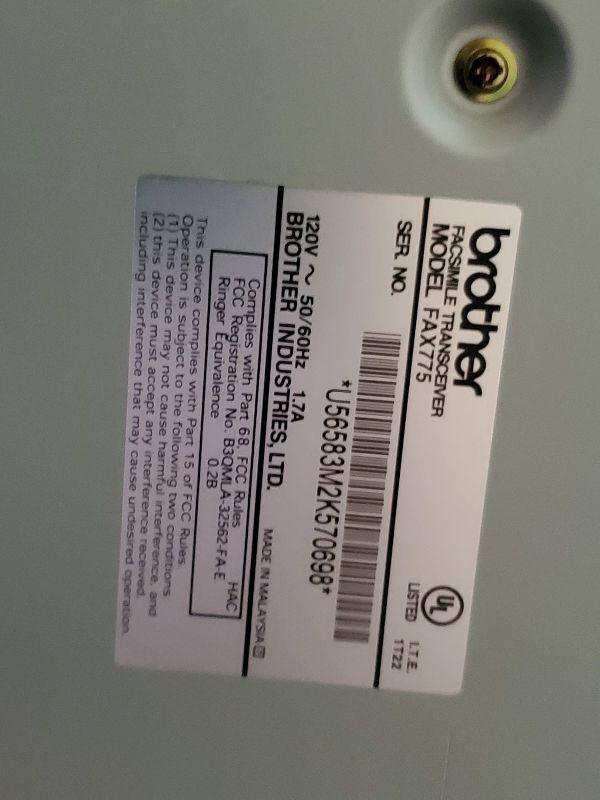 brother
FACSIMILE TRANSCEIVER
MODEL FAX775
UL
LISTED
I.T.E.
1T22
SER. NO.
*U56583M2K570698*
120V ~ 50/60Hz 1.7A
BROTHER INDUSTRIES, LTD.
MADE IN MALAYSIA
Complies with Part 68, FCC Rules HAC
FCC Registration No. B3QMLA-32562-FA-E
Ringer Equivalence 0.2B
This device complies with Part 15 of FCC Rules.
Operation is subject to the following two conditions
(1) This device may not cause harmful interference, and
(2) this device must accept any interference received,
including interference that may cause undesired operation.